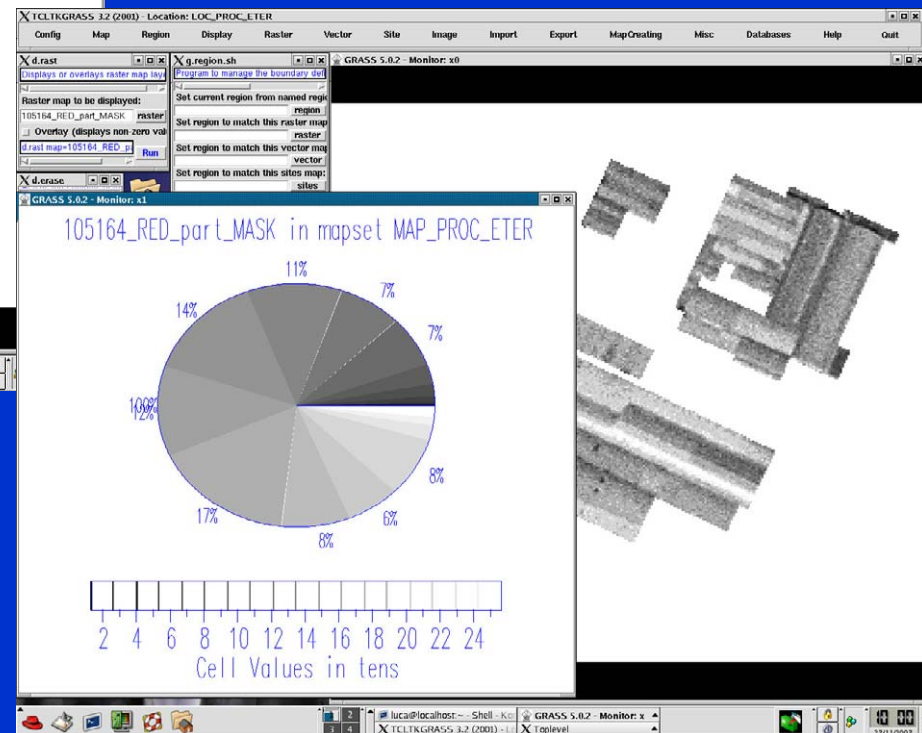 TCLTKGRASS 3.2 (2001) - Location: LOC_PROC_ETER
Config Map Region Display Raster Vector Site Image Import Export MapCreating Misc Databases Help Quit
d.rast
Displays or overlays raster map laye
Raster map to be displayed:
105164_RED_part_MASK raster
Overlay (displays non-zero val
d.rast map=105164_RED_p Run
d.erase
g.region.sh
Program to manage the boundary defi
Set current region from named regi
region
Set region to match this raster map
raster
Set region to match this vector map
vector
Set region to match this sites map:
sites
GRASS 5.0.2 - Monitor: x0
GRASS 5.0.2 - Monitor: x1
105164_RED_part_MASK in mapset MAP_PROC_ETER
11%
7%
14%
7%
100%
12%
8%
17%
6%
8%
2 4 6 8 10 12 14 16 18 20 22 24
Cell Values in tens
2
3 4
luca@localhost:~ - Shell - Ko
GRASS 5.0.2 - Monitor: x
TCLTKGRASS 3.2 (2001) - Lo
Toplevel
10 00